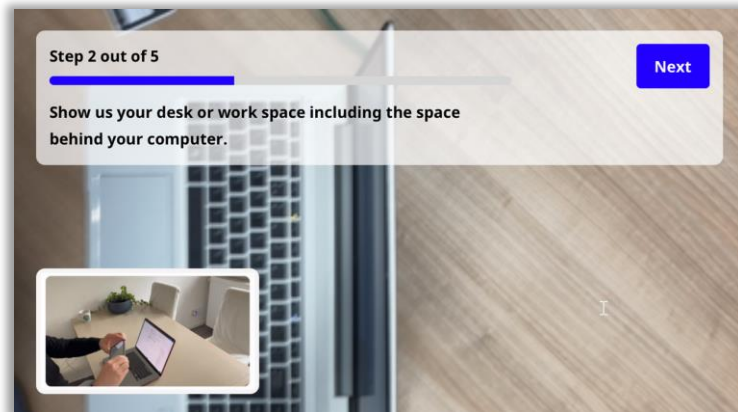 Step 2 out of 5
Next
Show us your desk or work space including the space
behind your computer.